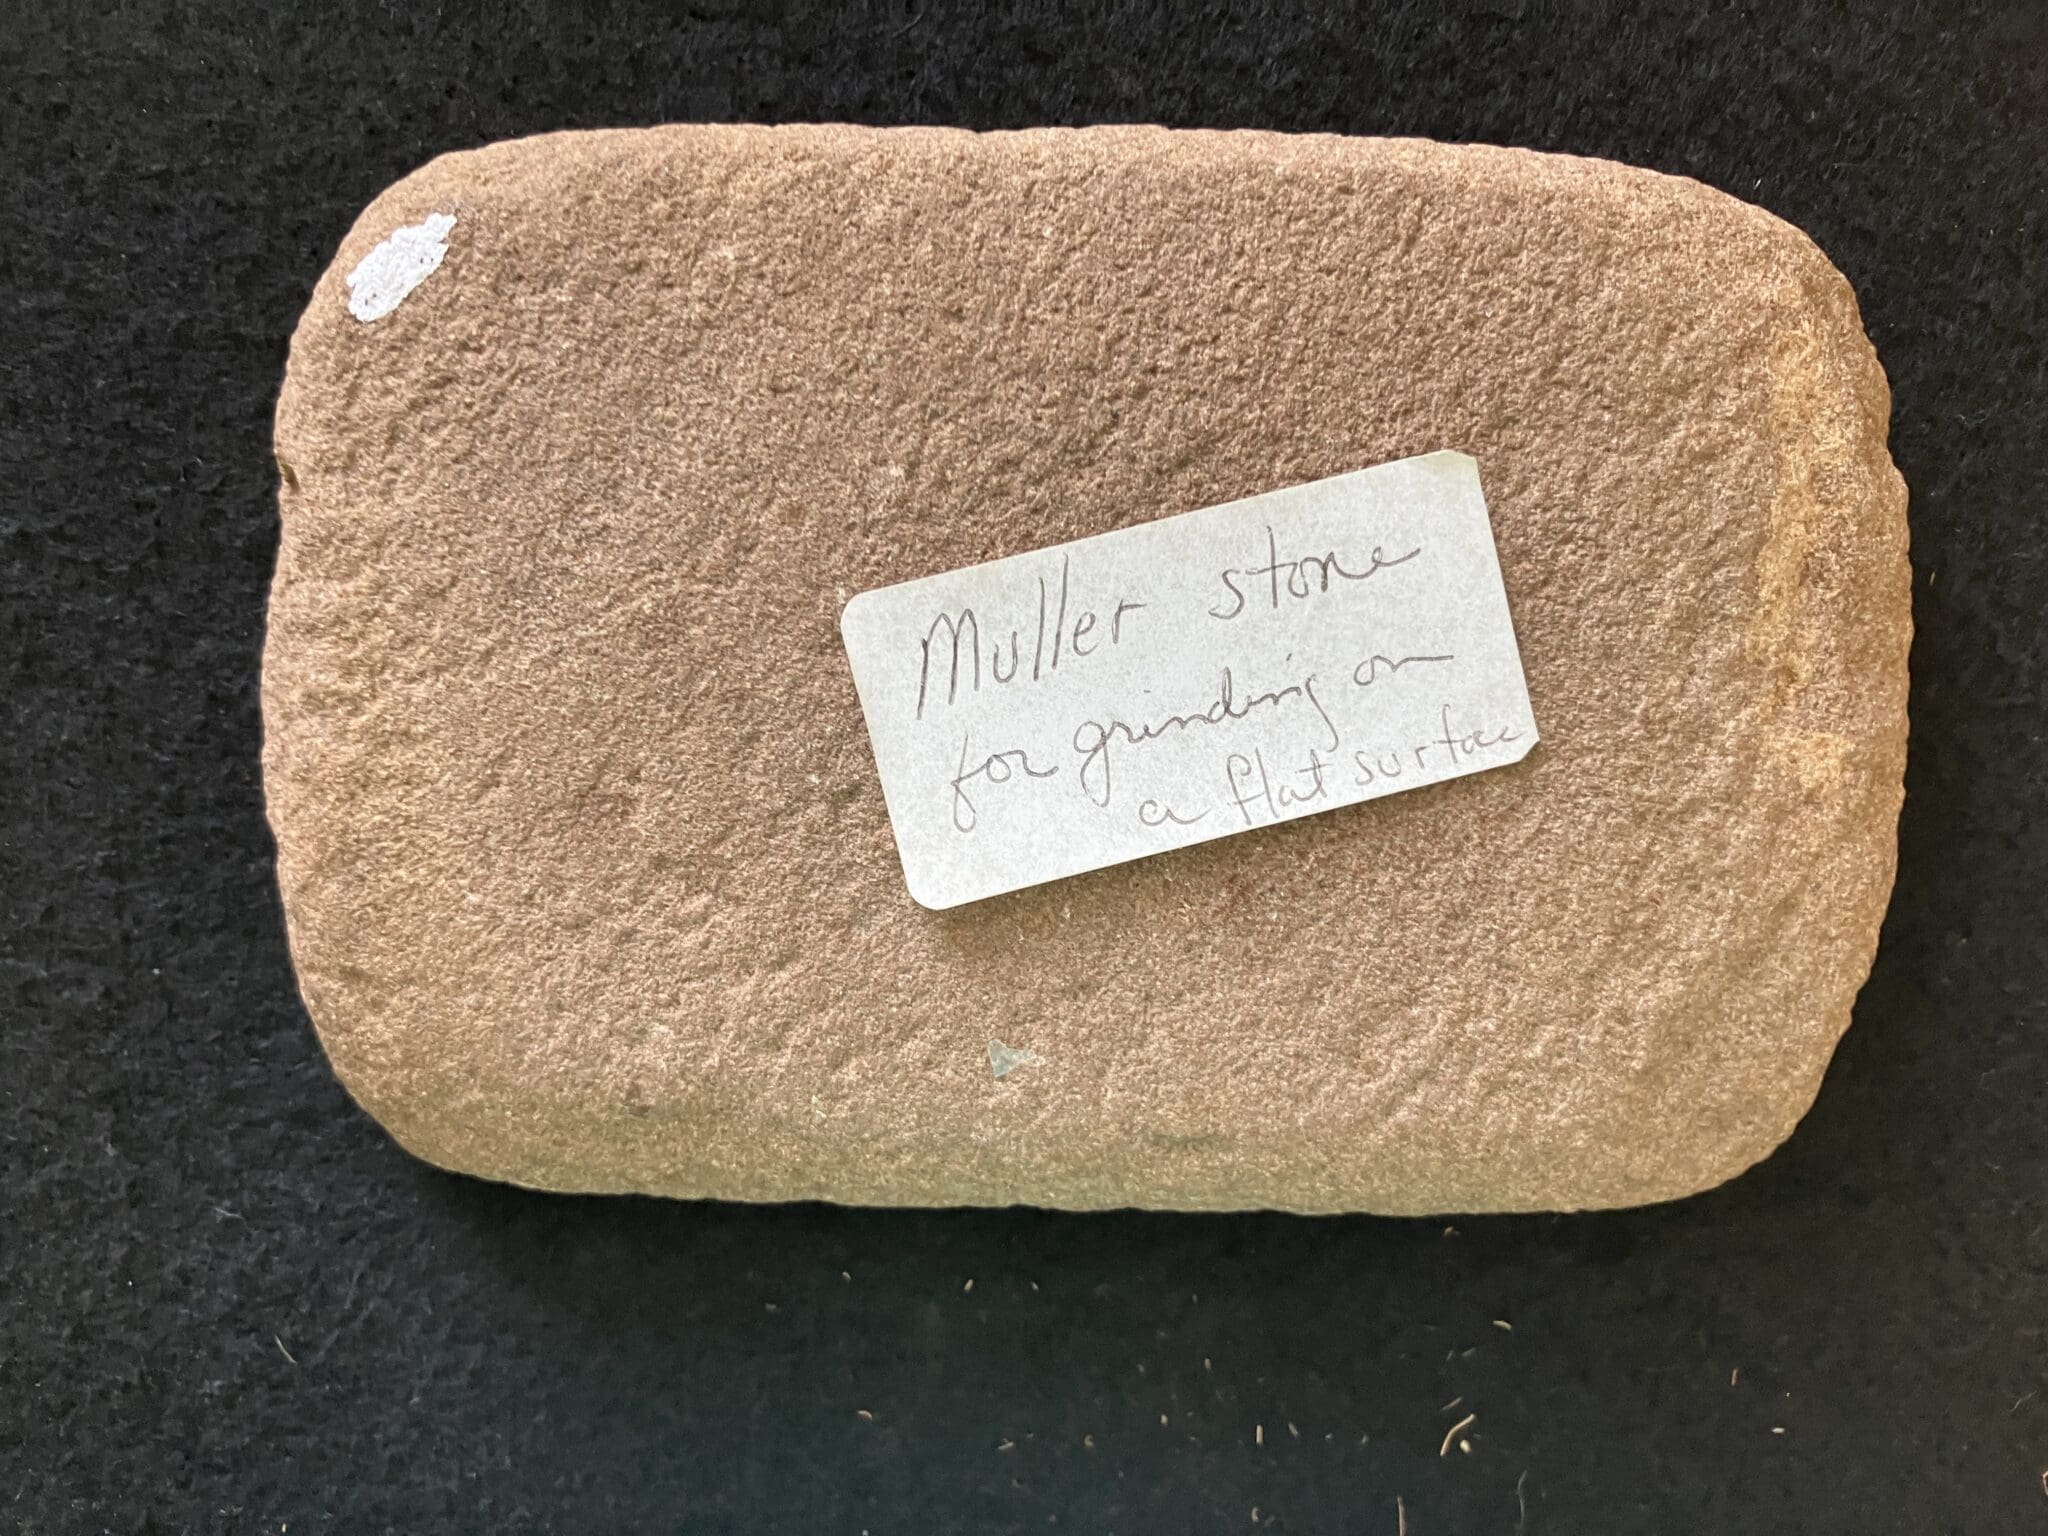 Muller stone
for grinding on
a flat surface